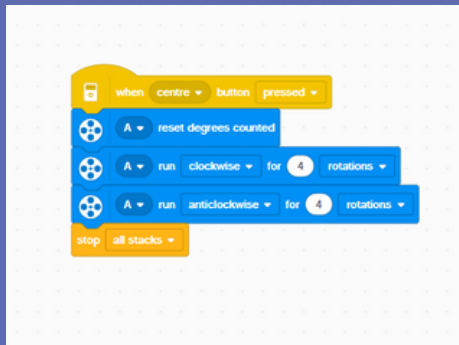 when centre button pressed
A reset degrees counted
A run clockwise for 4 rotations
A run anticlockwise for 4 rotations
stop all stacks